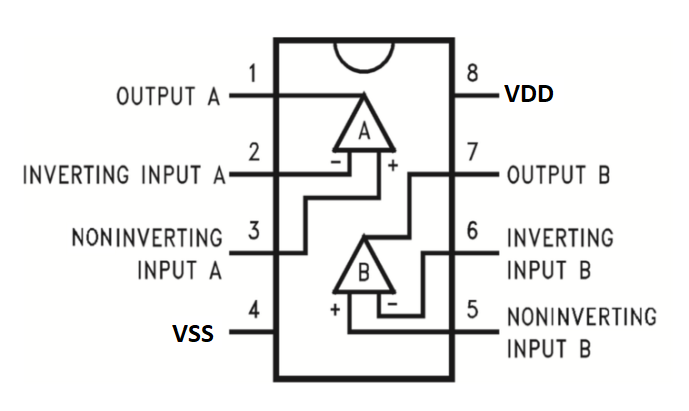 1
OUTPUT A
2
INVERTING INPUT A
3
NONINVERTING
INPUT A
4
VSS
A
-
+
B
+
-
8
VDD
7
OUTPUT B
6
INVERTING
INPUT B
5
NONINVERTING
INPUT B